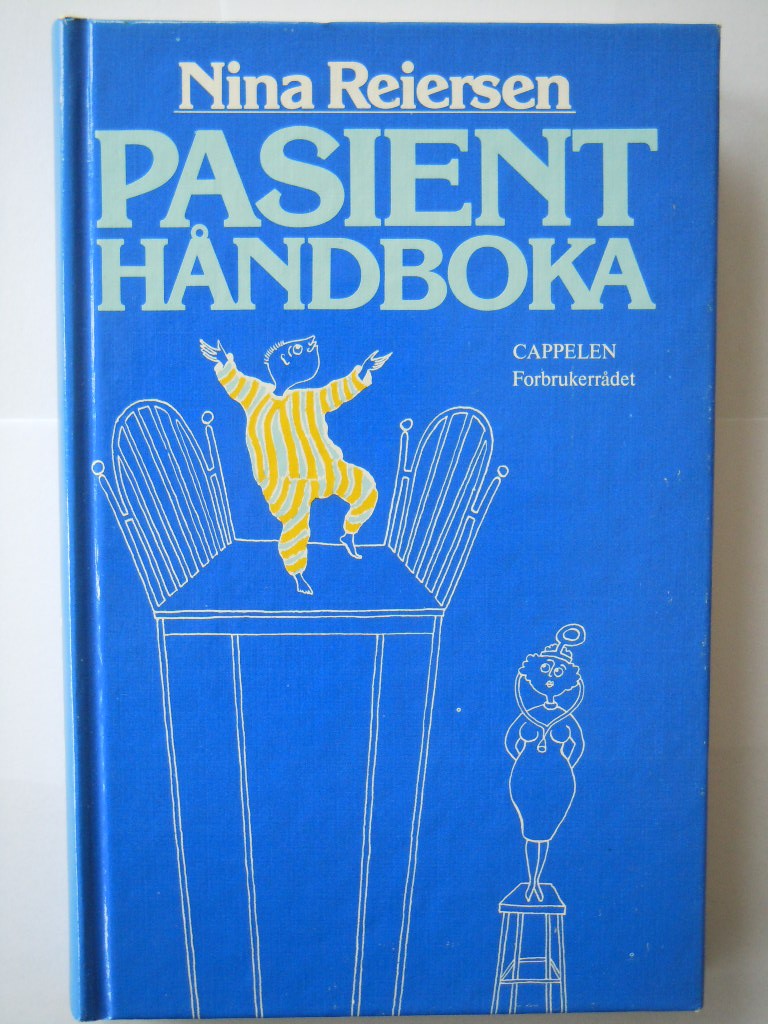 Nina Reiersen
PASIENT
HÅNDBOKA
CAPPELEN
Forbrukerrådet